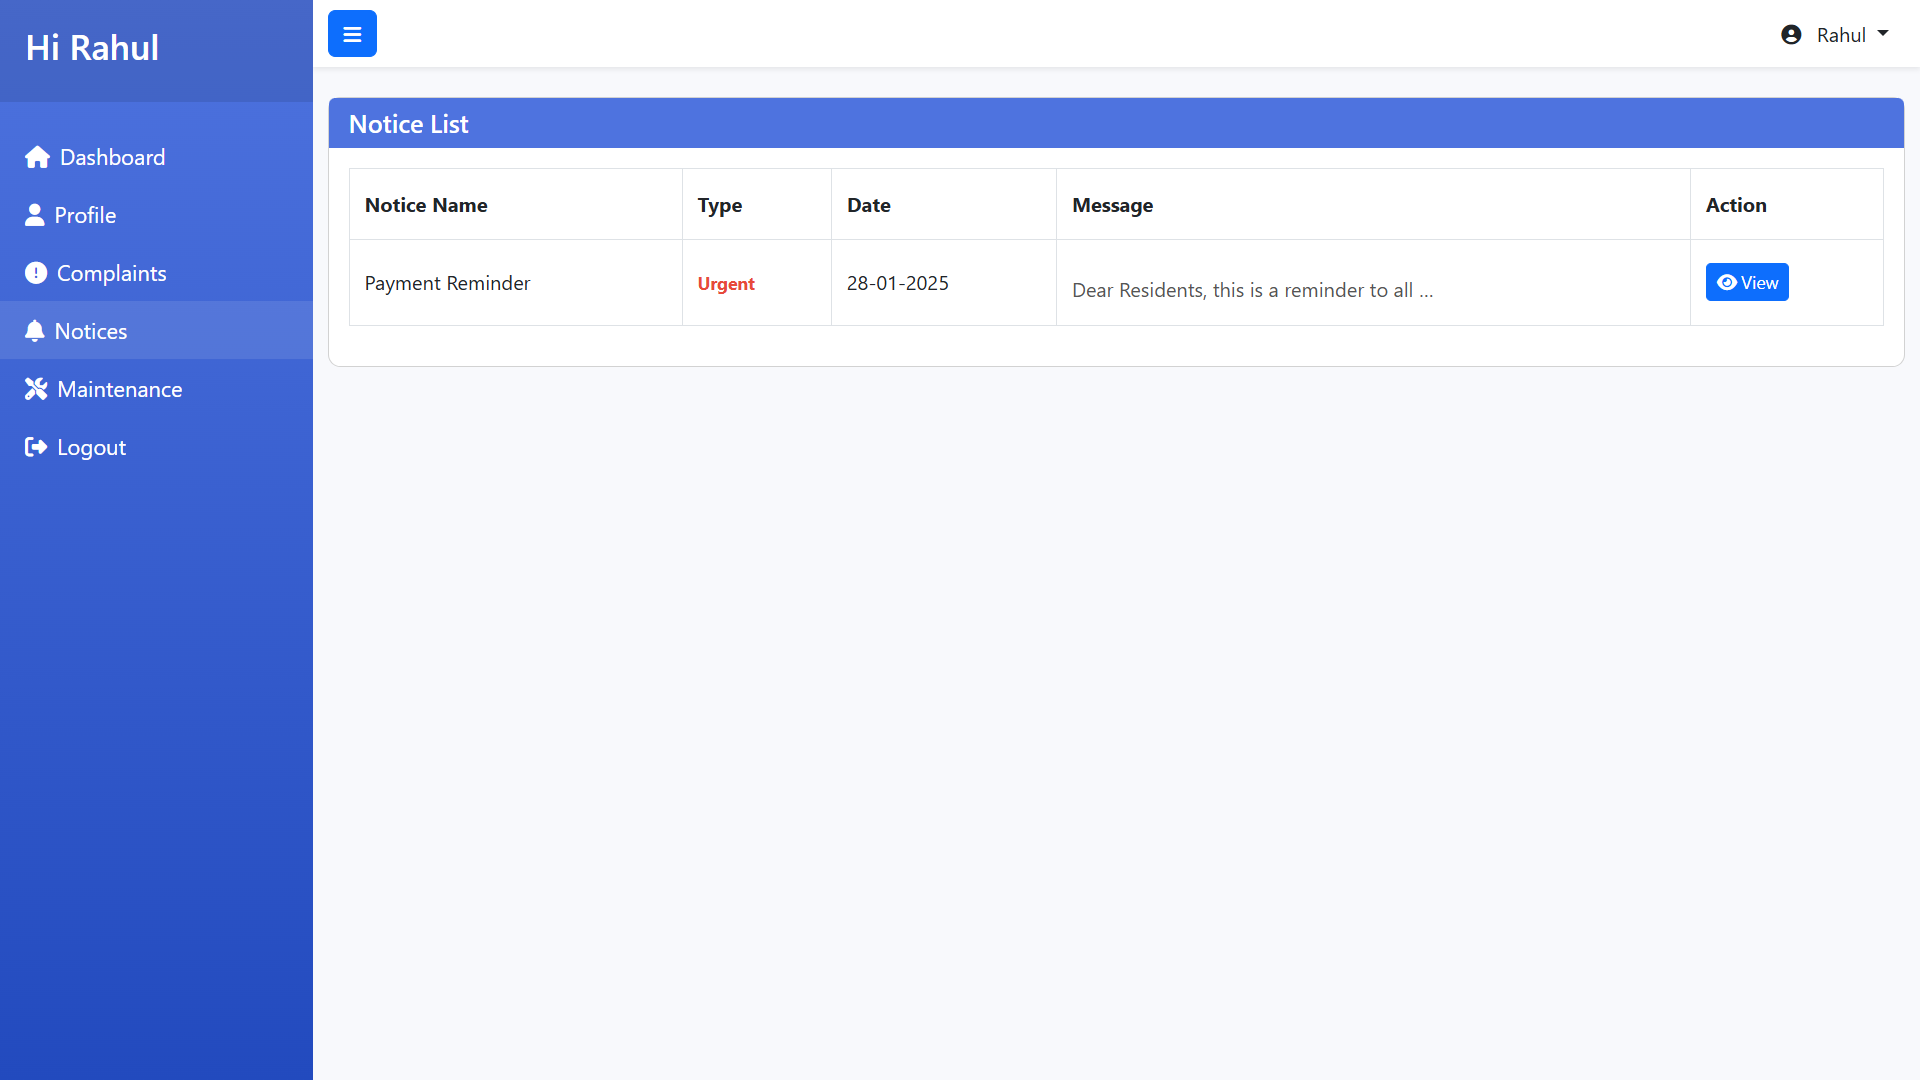 Hi Rahul
Dashboard
Profile
Complaints
Notices
Maintenance
Logout
Rahul
Notice List
Notice Name Type Date Message Action
Payment Reminder Urgent 28-01-2025 Dear Residents, this is a reminder to all ... View